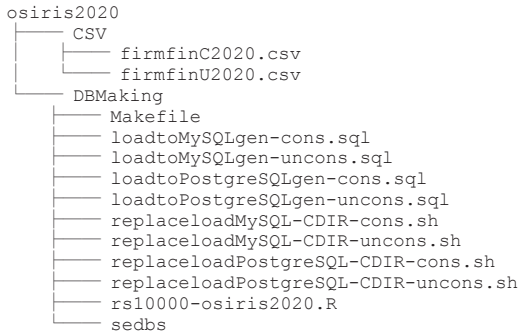 osiris2020
├── CSV
│   ├── firmfinC2020.csv
│   └── firmfinU2020.csv
└── DBMaking
    ├── Makefile
    ├── loadtoMySQLgen-cons.sql
    ├── loadtoMySQLgen-uncons.sql
    ├── loadtoPostgreSQLgen-cons.sql
    ├── loadtoPostgreSQLgen-uncons.sql
    ├── replaceloadMySQL-CDIR-cons.sh
    ├── replaceloadMySQL-CDIR-uncons.sh
    ├── replaceloadPostgreSQL-CDIR-cons.sh
    ├── replaceloadPostgreSQL-CDIR-uncons.sh
    ├── rs10000-osiris2020.R
    └── sedbs